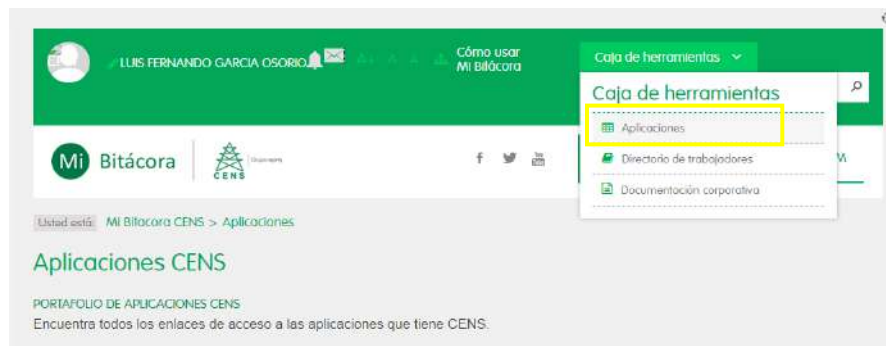 LUIS FERNANDO GARCIA OSORIO
Cómo usar
Mi Bitácora
Caja de herramientas
Caja de herramientas
Aplicaciones
Directorio de trabajadores
Documentación corporativa
Mi Bitácora
CENS
f
You
Usted está: Mi Bitacora CENS > Aplicaciones
Aplicaciones CENS
PORTAFOLIO DE APLICACIONES CENS
Encuentra todos los enlaces de acceso a las aplicaciones que tiene CENS.